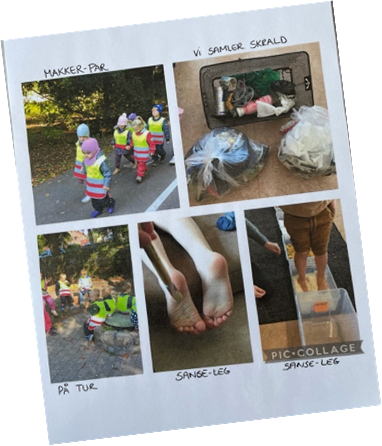 MAKKER-PAR
Vi SAMLER SKRALD
PÅ TUR
SANSE-LEG
PIC•COLLAGE
SANSE-LEG